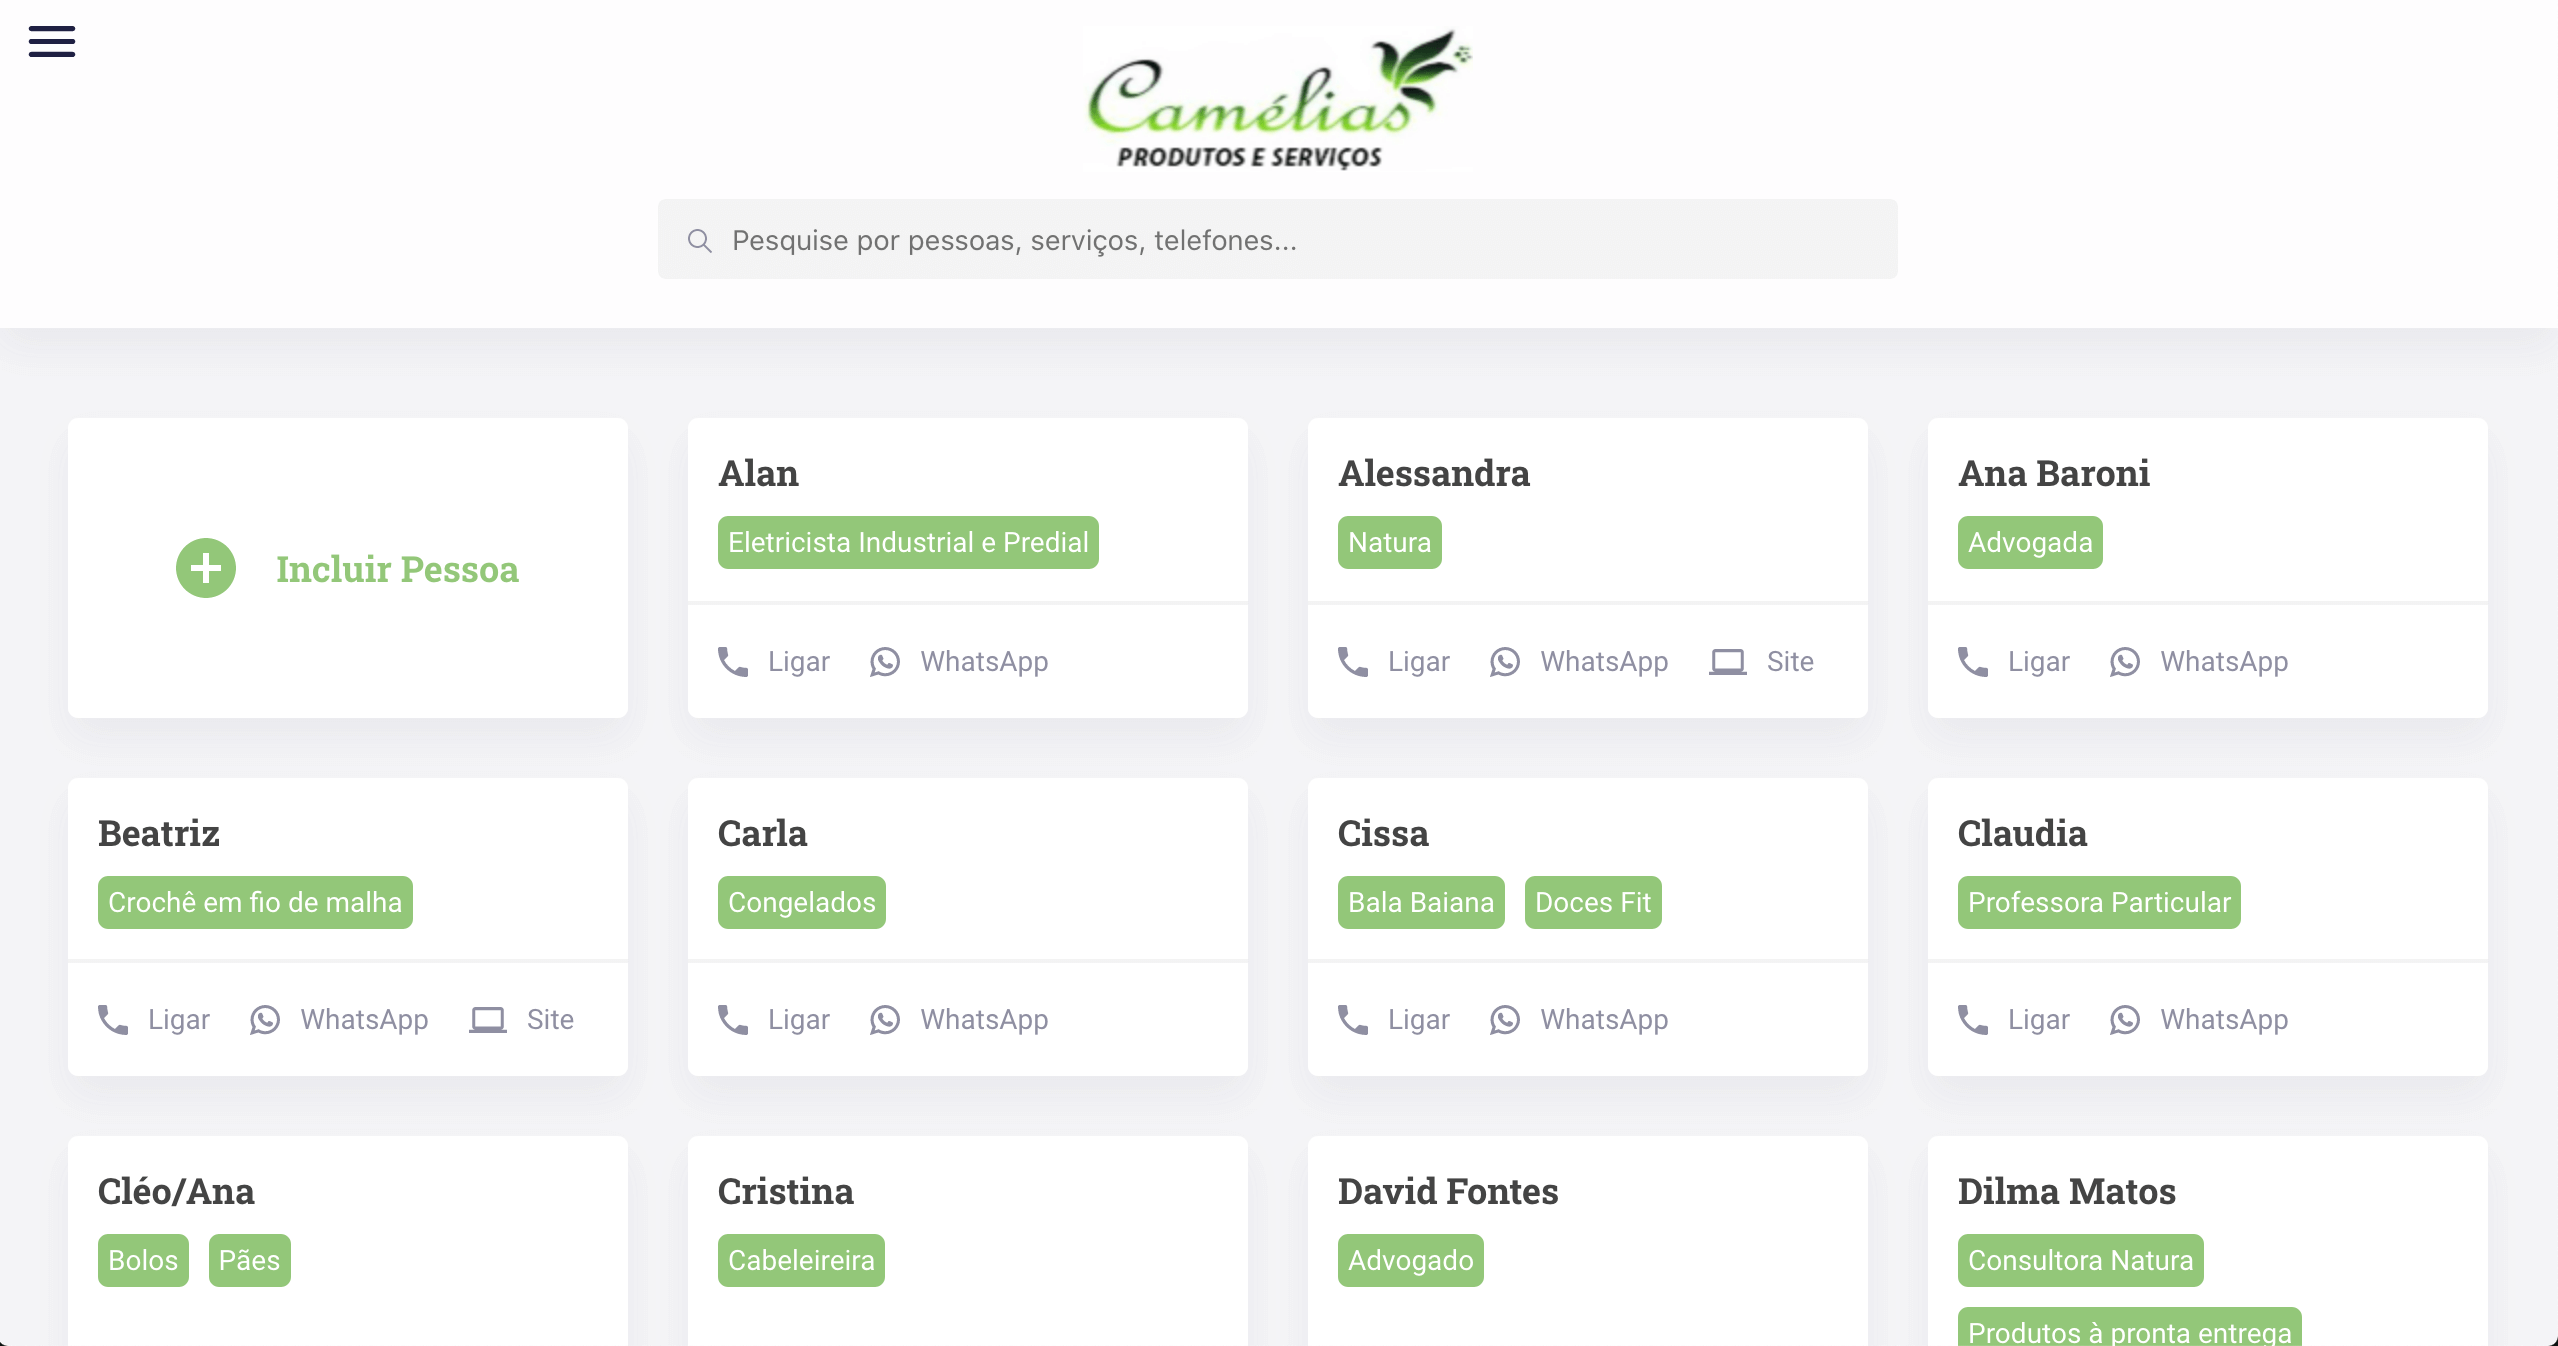 Camélias
PRODUTOS E SERVIÇOS
Pesquise por pessoas, serviços, telefones...
Incluir Pessoa
Alan
Eletricista Industrial e Predial
Ligar WhatsApp
Alessandra
Natura
Ligar WhatsApp Site
Ana Baroni
Advogada
Ligar WhatsApp
Beatriz
Crochê em fio de malha
Ligar WhatsApp Site
Carla
Congelados
Ligar WhatsApp
Cissa
Bala Baiana Doces Fit
Ligar WhatsApp
Claudia
Professora Particular
Ligar WhatsApp
Cléo/Ana
Bolos Pães
Cristina
Cabeleireira
David Fontes
Advogado
Dilma Matos
Consultora Natura
Produtos à pronta entrega